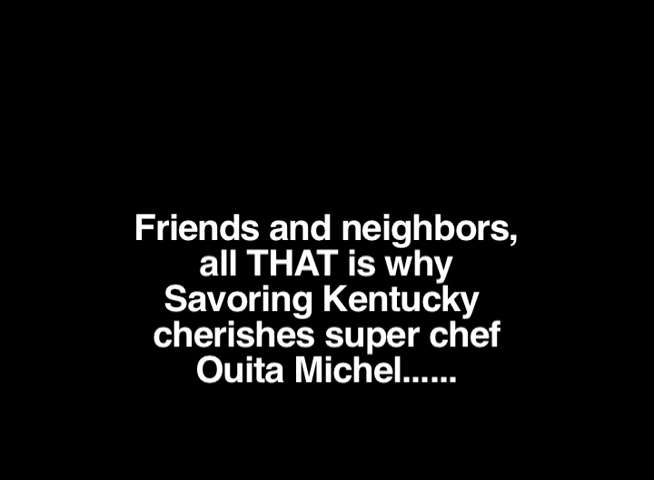 Friends and neighbors,
all THAT is why
Savoring Kentucky
cherishes super chef
Ouita Michel......